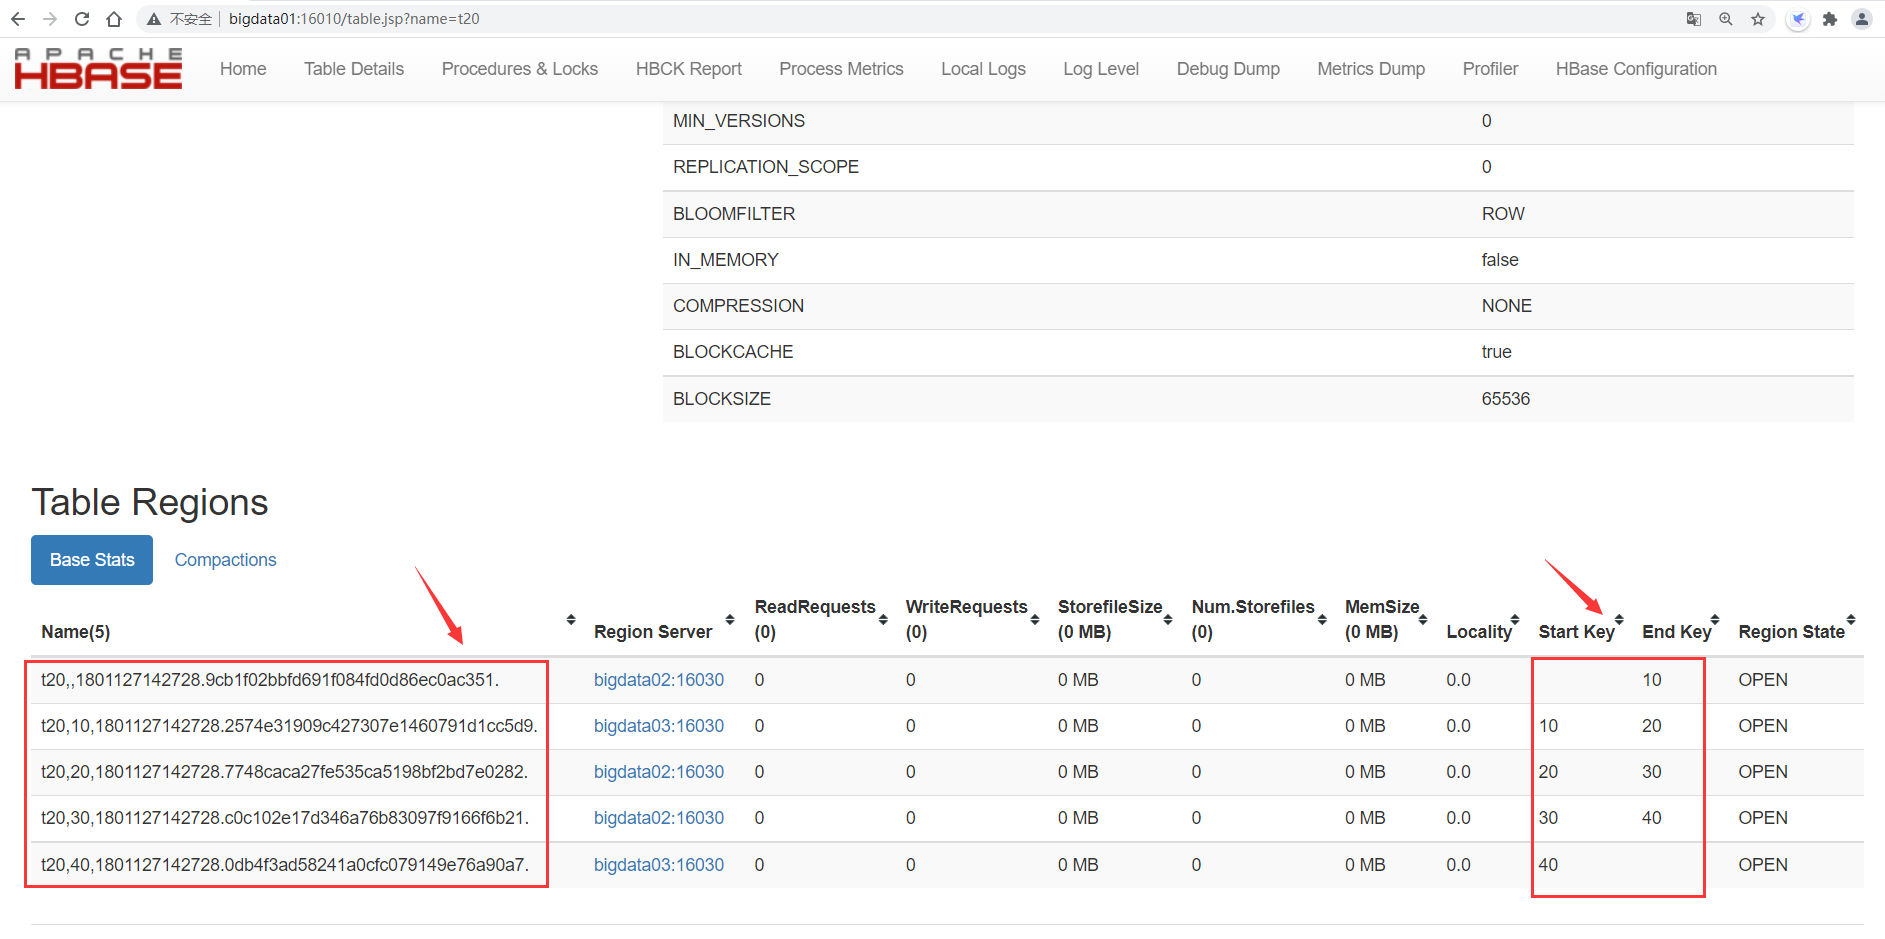 不安全 bigdata01:16010/table.jsp?name=t20
APACHE
HBASE
Home Table Details Procedures & Locks HBCK Report Process Metrics Local Logs Log Level Debug Dump Metrics Dump Profiler HBase Configuration
MIN_VERSIONS 0
REPLICATION_SCOPE 0
BLOOMFILTER ROW
IN_MEMORY false
COMPRESSION NONE
BLOCKCACHE true
BLOCKSIZE 65536
Table Regions
Base Stats Compactions
Name(5) Region Server ReadRequests (0) WriteRequests (0) StorefileSize (0 MB) Num.Storefiles (0) MemSize (0 MB) Locality Start Key End Key Region State
t20,,1801127142728.9cb1f02bbfd691f084fd0d86ec0ac351. bigdata02:16030 0 0 0 MB 0 0 MB 0.0 10 OPEN
t20,10,1801127142728.2574e31909c427307e1460791d1cc5d9. bigdata03:16030 0 0 0 MB 0 0 MB 0.0 10 20 OPEN
t20,20,1801127142728.7748caca27fe535ca5198bf2bd7e0282. bigdata02:16030 0 0 0 MB 0 0 MB 0.0 20 30 OPEN
t20,30,1801127142728.c0c102e17d346a76b83097f9166f6b21. bigdata02:16030 0 0 0 MB 0 0 MB 0.0 30 40 OPEN
t20,40,1801127142728.0db4f3ad58241a0cfc079149e76a90a7. bigdata03:16030 0 0 0 MB 0 0 MB 0.0 40 OPEN